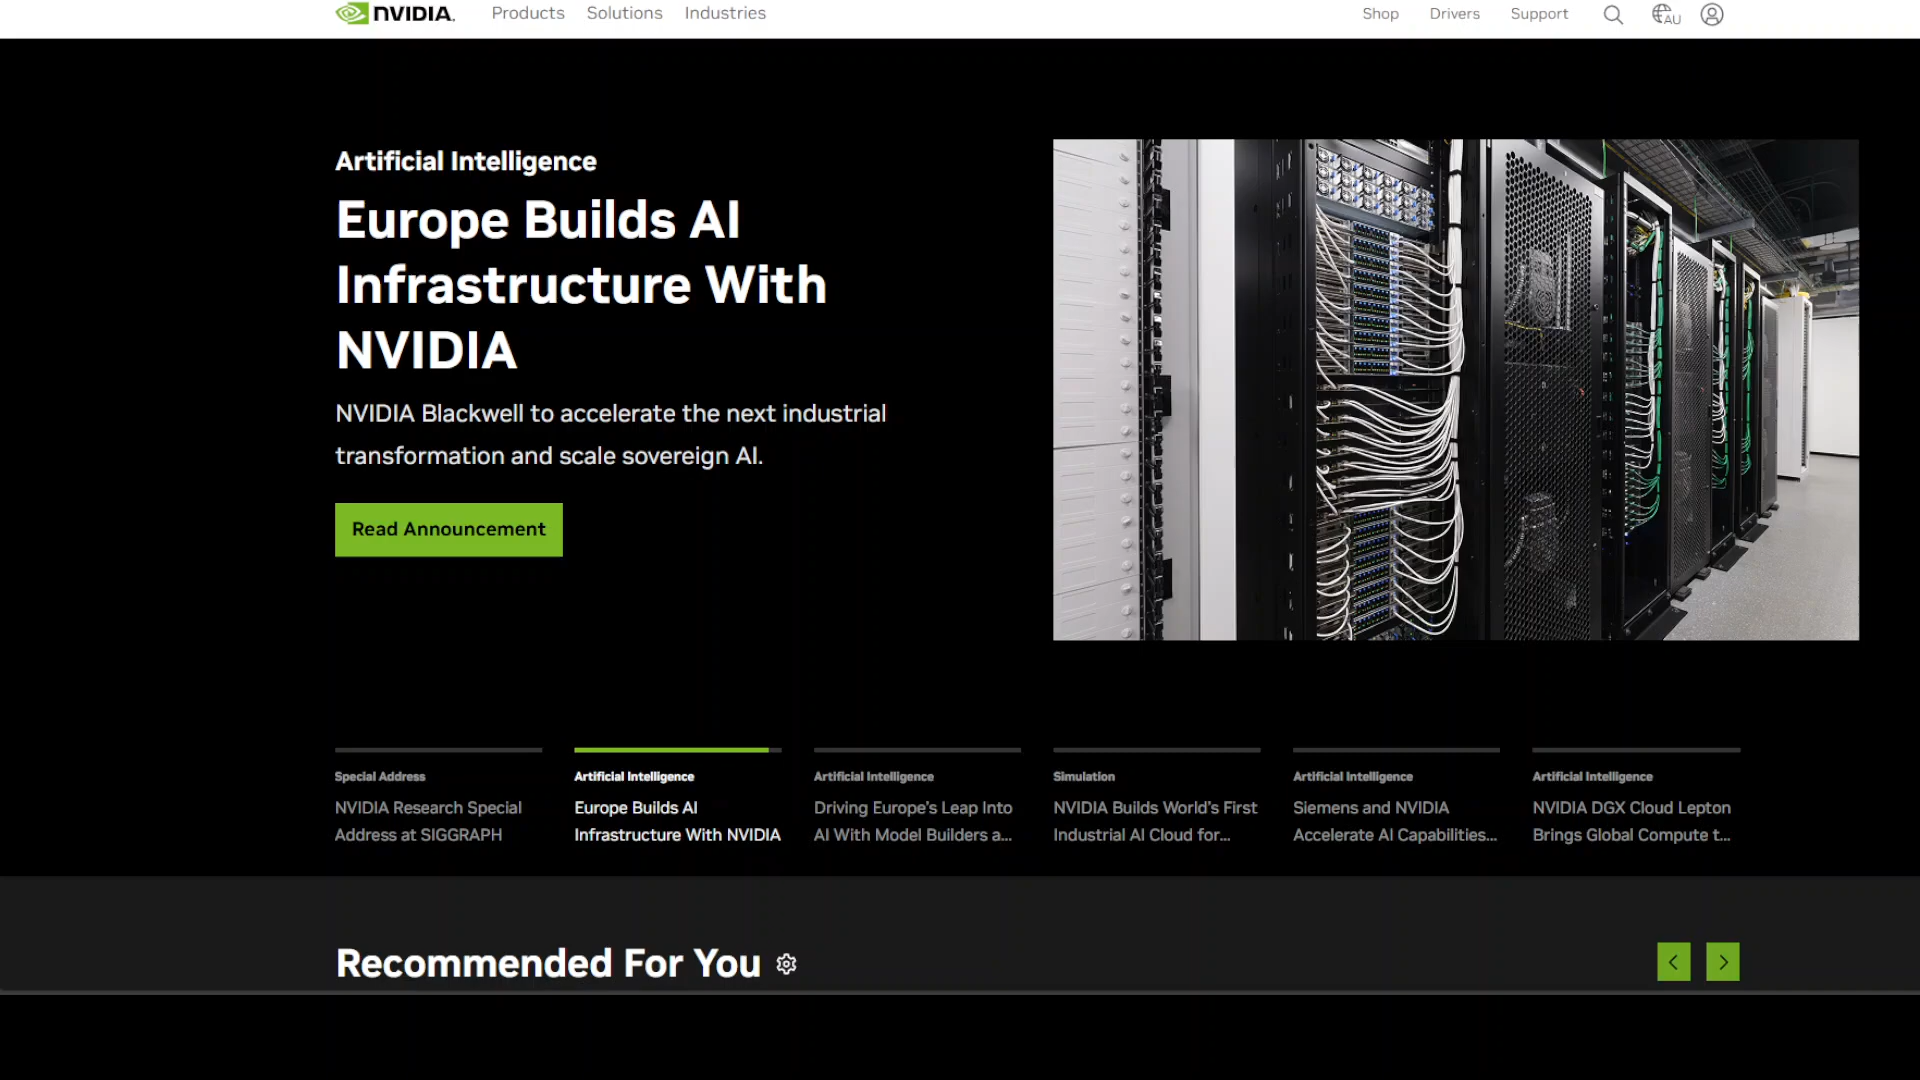 NVIDIA.
Products
Solutions
Industries
Shop
Drivers
Support
AU
Artificial Intelligence
Europe Builds AI
Infrastructure With
NVIDIA
NVIDIA Blackwell to accelerate the next industrial
transformation and scale sovereign AI.
Read Announcement
Special Address
NVIDIA Research Special
Address at SIGGRAPH
Artificial Intelligence
Europe Builds AI
Infrastructure With NVIDIA
Artificial Intelligence
Driving Europe's Leap Into
AI With Model Builders a...
Simulation
NVIDIA Builds World's First
Industrial AI Cloud for...
Artificial Intelligence
Siemens and NVIDIA
Accelerate AI Capabilities...
Artificial Intelligence
NVIDIA DGX Cloud Lepton
Brings Global Compute t...
Recommended For You